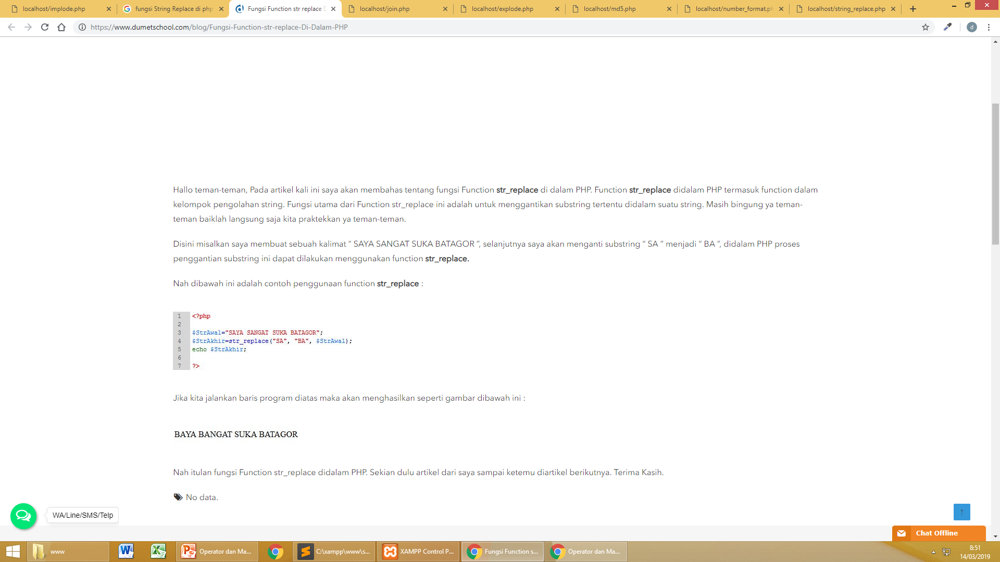 localhost/implode.php
fungsi String Replace di php
Fungsi Function str replace D
localhost/join.php
localhost/explode.php
localhost/md5.php
localhost/number_format.ph
localhost/string_replace.php
https://www.dumetschool.com/blog/Fungsi-Function-str-replace-Di-Dalam-PHP
d
Hallo teman-teman, Pada artikel kali ini saya akan membahas tentang fungsi Function str_replace di dalam PHP. Function str_replace didalam PHP termasuk function dalam
kelompok pengolahan string. Fungsi utama dari Function str_replace ini adalah untuk menggantikan substring tertentu didalam suatu string. Masih bingung ya teman-
teman baiklah langsung saja kita praktekkan ya teman-teman.
Disini misalkan saya membuat sebuah kalimat “ SAYA SANGAT SUKA BATAGOR ”, selanjutnya saya akan menganti substring “ SA ” menjadi “ BA ”, didalam PHP proses
penggantian substring ini dapat dilakukan menggunakan function str_replace.
Nah dibawah ini adalah contoh penggunaan function str_replace :
1 <?php
2
3 $StrAwal="SAYA SANGAT SUKA BATAGOR";
4 $StrAkhir=str_replace("SA", "BA", $StrAwal);
5 echo $StrAkhir;
6
7 ?>
Jika kita jalankan baris program diatas maka akan menghasilkan seperti gambar dibawah ini :
BAYA BANGAT SUKA BATAGOR
Nah itulan fungsi Function str_replace didalam PHP. Sekian dulu artikel dari saya sampai ketemu diartikel berikutnya. Terima Kasih.
No data.
WA/Line/SMS/Telp
↑
Chat Offline
www
Operator dan Ma...
C:\xampp\www\s...
XAMPP Control P...
Fungsi Function s...
Operator dan Ma...
8:51
14/03/2019